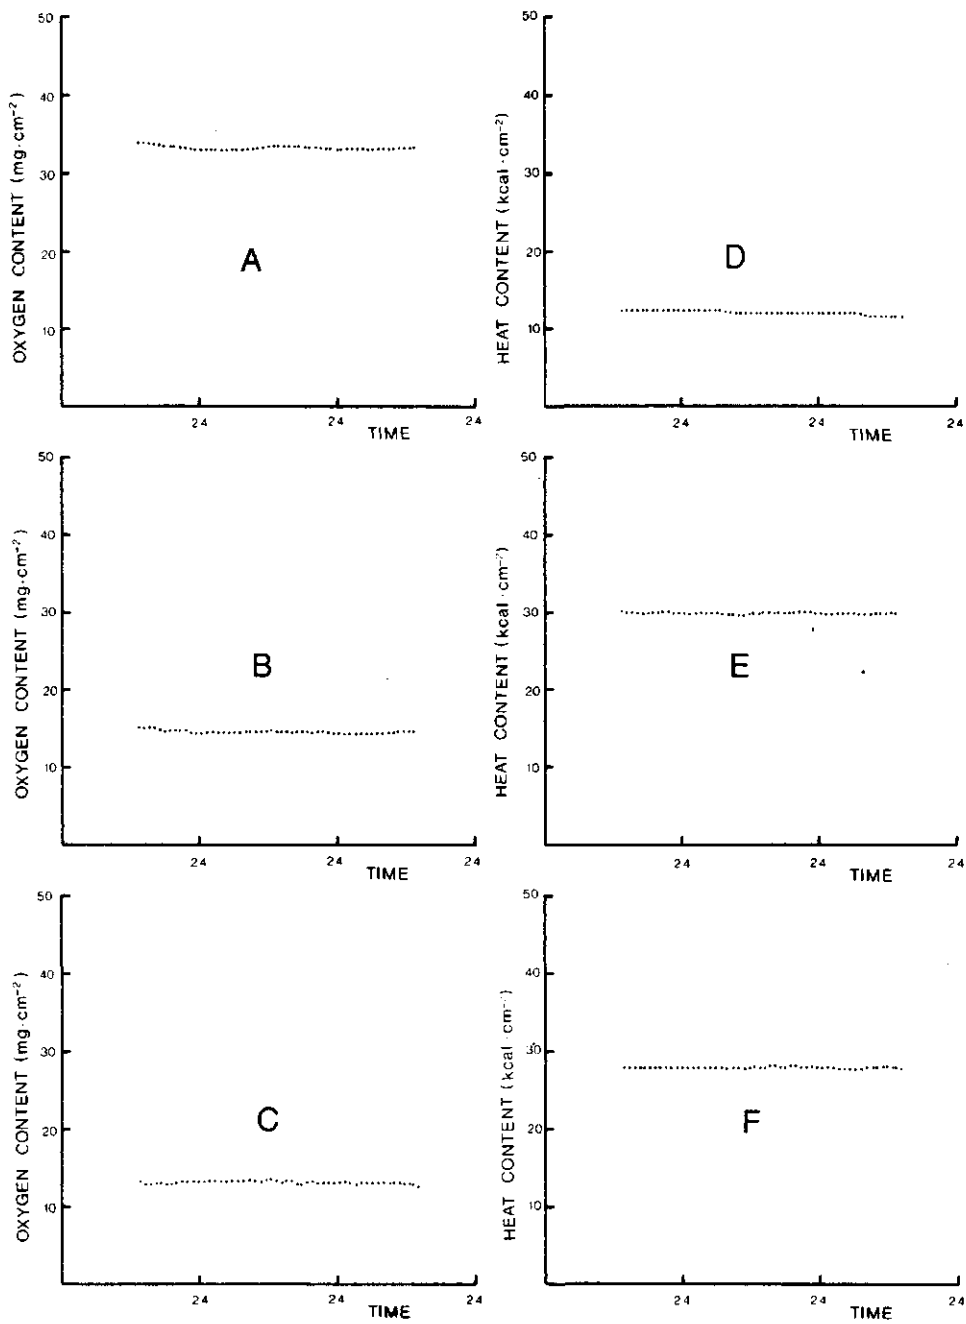 50
40
30
20
10
OXYGEN CONTENT (mg·cm⁻²)
A
24
24
24
TIME
50
40
30
20
10
HEAT CONTENT (kcal·cm⁻²)
D
24
24
24
TIME
50
40
30
20
10
OXYGEN CONTENT (mg·cm⁻²)
B
24
24
24
TIME
50
40
30
20
10
HEAT CONTENT (kcal·cm⁻²)
E
24
24
24
TIME
50
40
30
20
10
OXYGEN CONTENT (mg·cm⁻²)
C
24
24
24
TIME
50
40
30
20
10
HEAT CONTENT (kcal·cm⁻
F
24
24
24
TIME